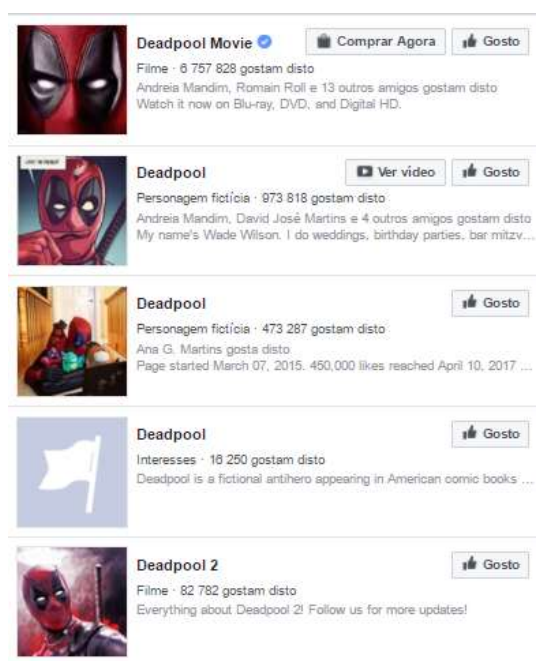 Deadpool Movie
Comprar Agora
Gosto
Filme · 6 757 828 gostam disto
Andreia Mandim, Romain Roll e 13 outros amigos gostam disto
Watch it now on Blu-ray, DVD, and Digital HD.
Deadpool
Ver vídeo
Gosto
Personagem fictícia · 973 818 gostam disto
Andreia Mandim, David José Martins e 4 outros amigos gostam disto
My name's Wade Wilson. I do weddings, birthday parties, bar mitzv...
Deadpool
Gosto
Personagem fictícia · 473 287 gostam disto
Ana G. Martins gosta disto
Page started March 07, 2015. 450,000 likes reached April 10, 2017 ...
Deadpool
Gosto
Interesses · 16 250 gostam disto
Deadpool is a fictional antihero appearing in American comic books ...
Deadpool 2
Gosto
Filme · 82 782 gostam disto
Everything about Deadpool 2! Follow us for more updates!